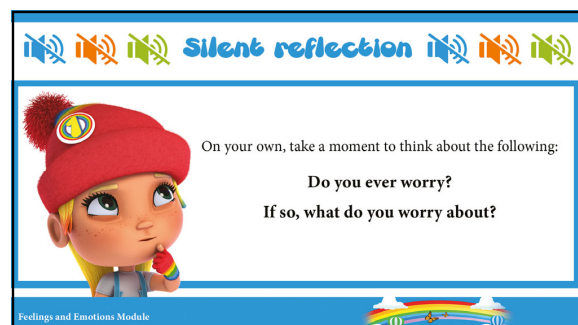 Silent reflection
On your own, take a moment to think about the following:
Do you ever worry?
If so, what do you worry about?
Feelings and Emotions Module